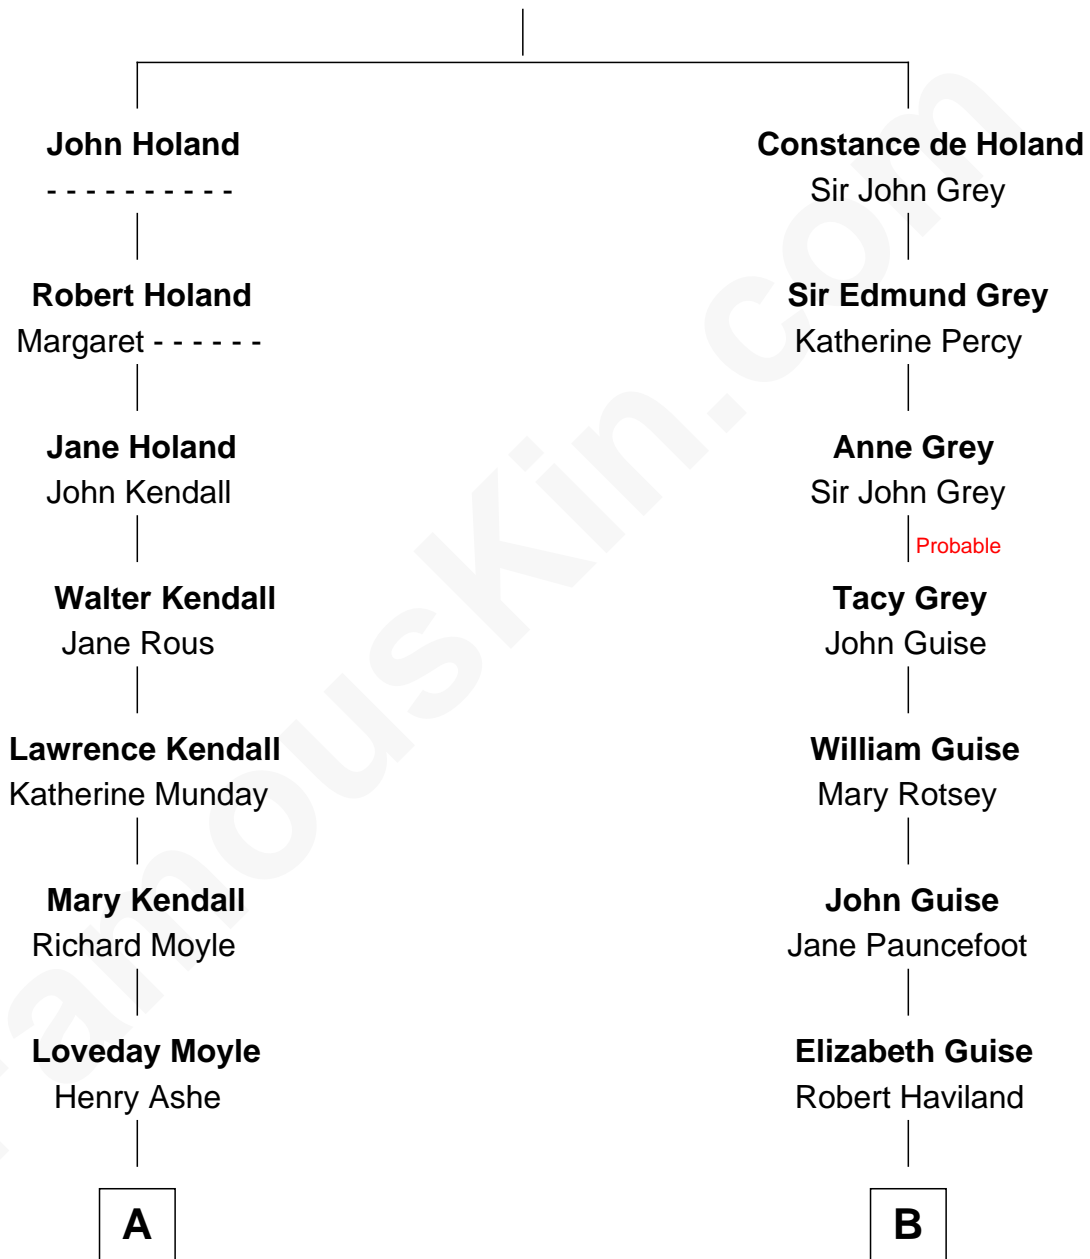 John Holand
- - - - - - - - - -
Robert Holand
Margaret - - - - - -
Jane Holand
John Kendall
Walter Kendall
Jane Rous
Lawrence Kendall
Katherine Munday
Mary Kendall
Richard Moyle
Loveday Moyle
Henry Ashe
A
Constance de Holand
Sir John Grey
Sir Edmund Grey
Katherine Percy
Anne Grey
Sir John Grey
Probable
Tacy Grey
John Guise
William Guise
Mary Rotsey
John Guise
Jane Pauncefoot
Elizabeth Guise
Robert Haviland
B
FamousKin.com